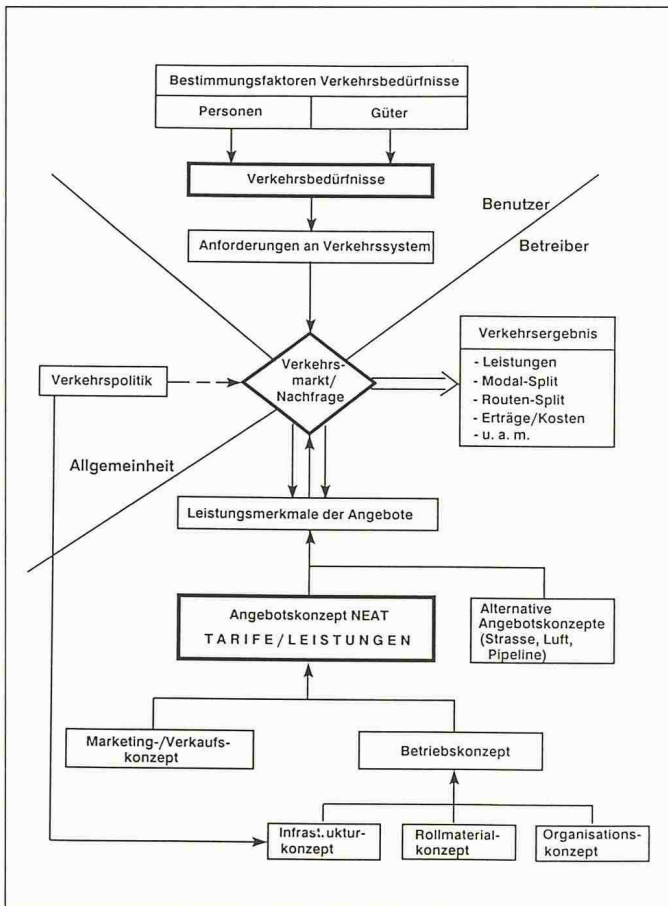 Bestimmungsfaktoren Verkehrsbedürfnisse
Personen
Güter
Verkehrsbedürfnisse
Benutzer
Anforderungen an Verkehrssystem
Betreiber
Verkehrsergebnis
- Leistungen
- Modal-Split
- Routen-Split
- Erträge/Kosten
- u. a. m.
Verkehrs-
markt/
Nachfrage
Verkehrspolitik
Allgemeinheit
Leistungsmerkmale der Angebote
Angebotskonzept NEAT
TARIFE/LEISTUNGEN
Alternative
Angebotskonzepte
(Strasse, Luft,
Pipeline)
Marketing-/Verkaufs-
konzept
Betriebskonzept
Infrastruktur-
konzept
Rollmaterial-
konzept
Organisations-
konzept